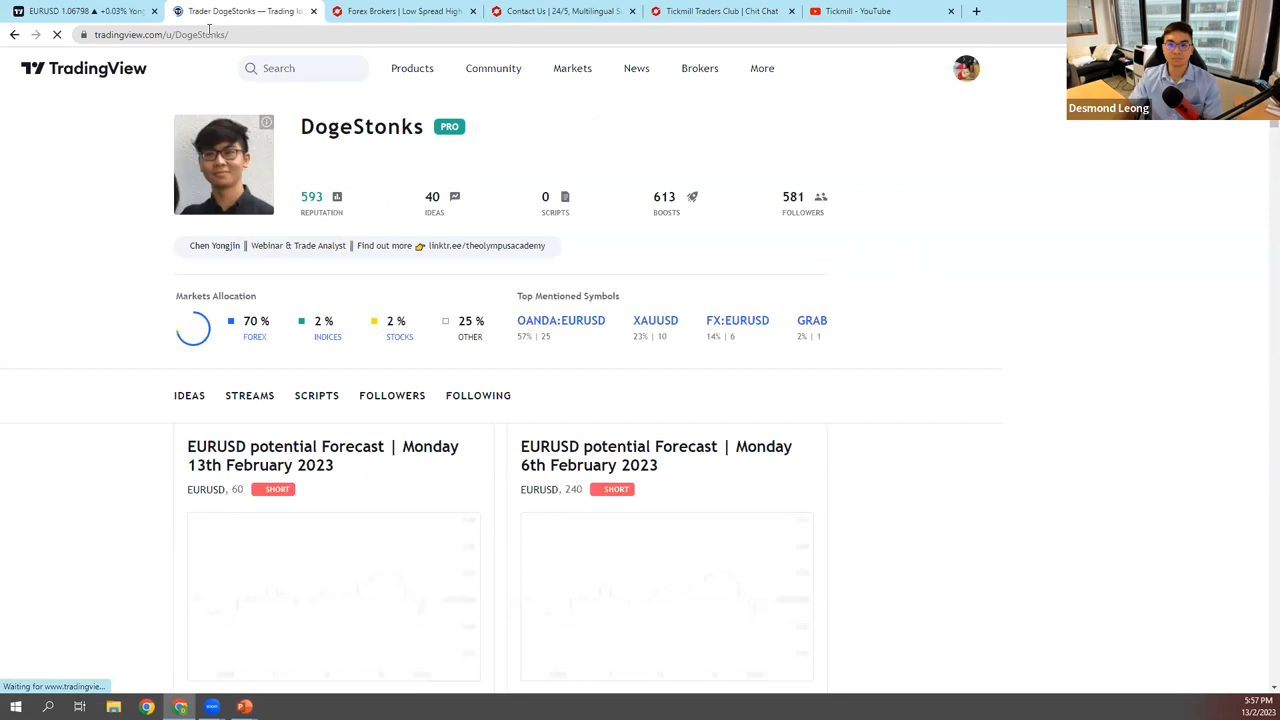 EURUSD 1.06798 ▲ +0.03% Yong
Trader DogeStonks — Trading Ide
Forex Brokers | Low Spread High
Contact Us | 24/5, Multilingual Su
Tickmill Traders Club | Chit Chat
Tickmill - YouTube
tradingview.com/u/DogeStonks/
TradingView
Search
Products
Community
Markets
News
Brokers
More
Desmond Leong
DogeStonks PRO
593
REPUTATION
40
IDEAS
0
SCRIPTS
613
BOOSTS
581
FOLLOWERS
Chen Yongjin || Webinar & Trade Analyst || Find out more 👉 linktr.ee/theolympusacademy
Markets Allocation
70 %
FOREX
2 %
INDICES
2 %
STOCKS
25 %
OTHER
Top Mentioned Symbols
OANDA:EURUSD
57% | 25
XAUUSD
23% | 10
FX:EURUSD
14% | 6
GRAB
2% | 1
IDEAS
STREAMS
SCRIPTS
FOLLOWERS
FOLLOWING
EURUSD potential Forecast | Monday
13th February 2023
EURUSD, 60 SHORT
EURUSD potential Forecast | Monday
6th February 2023
EURUSD, 240 SHORT
Waiting for www.tradingvie...
5:57 PM
13/2/2023